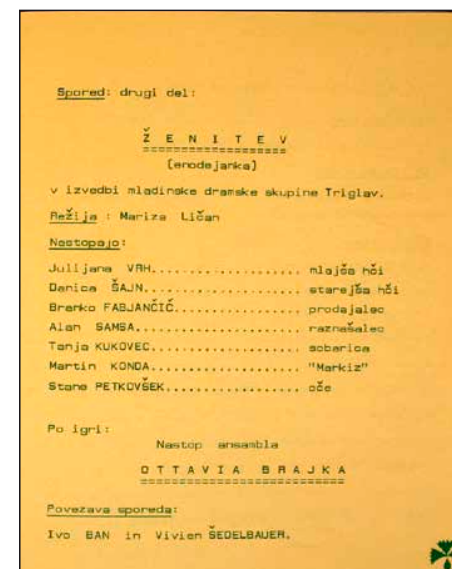 Spored: drugi del:
Ž E N I T E V
(enodejanka)
v izvedbi mladinske dramske skupine Triglav.
Režija : Mariza Ličan
Nastopajo:
Julijana VRH.................... mlajša hči
Danica ŠAJN.................... starejša hči
Branko FABJANČIČ............... prodajalec
Alan SAMSA..................... raznašalec
Tanja KUKOVEC.................. sobarica
Martin KONDA................... "Markiz"
Stane PETKOVŠEK................ oče
Po igri:
Nastop ansambla
O T T A V I A B R A J K A
Povezava sporeda:
Ivo BAN in Vivien ŠEDELBAUER.